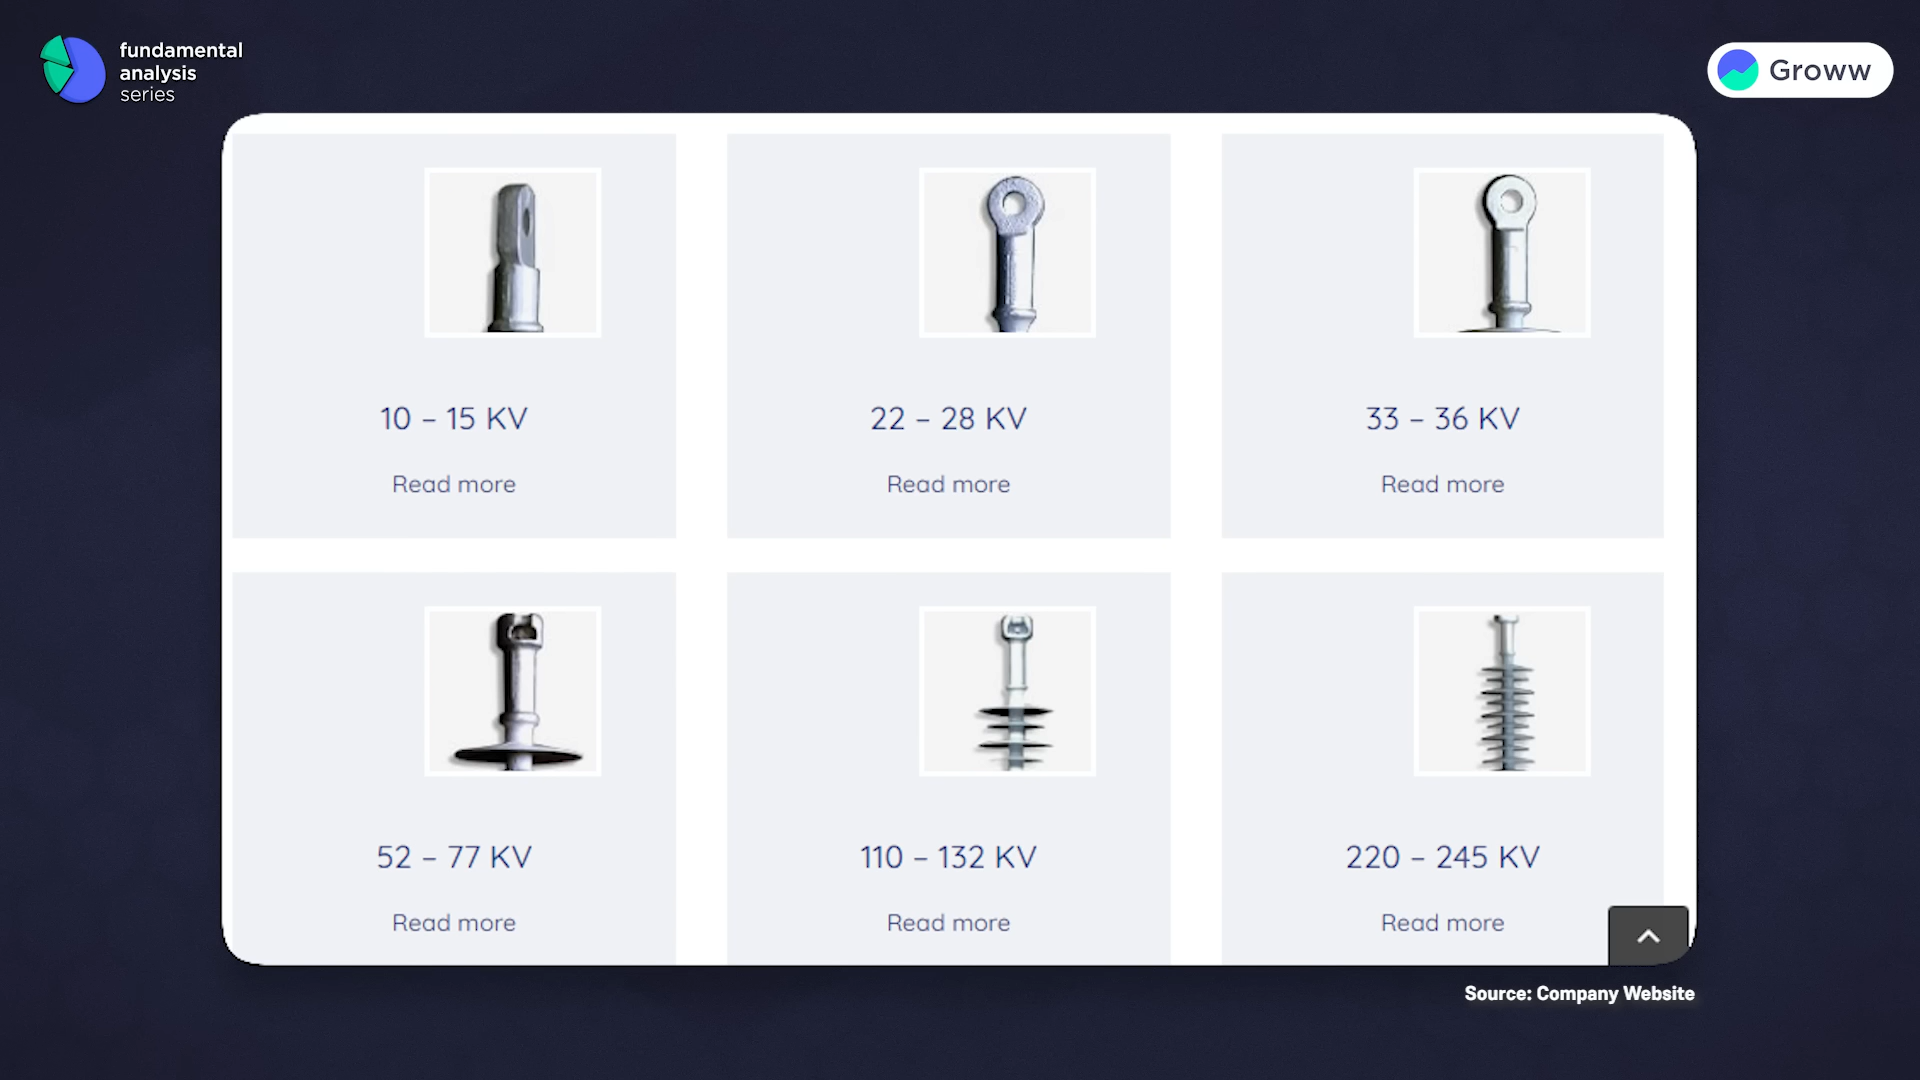 fundamental
analysis
series
Groww
10 – 15 KV
22 – 28 KV
33 – 36 KV
Read more
Read more
Read more
52 – 77 KV
110 – 132 KV
220 – 245 KV
Read more
Read more
Read more
Source: Company Website